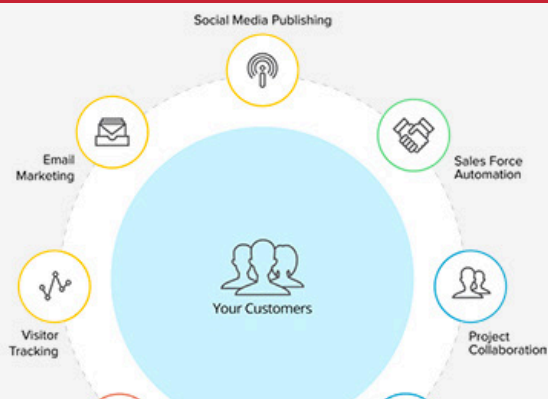 Social Media Publishing
Email
Marketing
Sales Force
Automation
Your Customers
Visitor
Tracking
Project
Collaboration